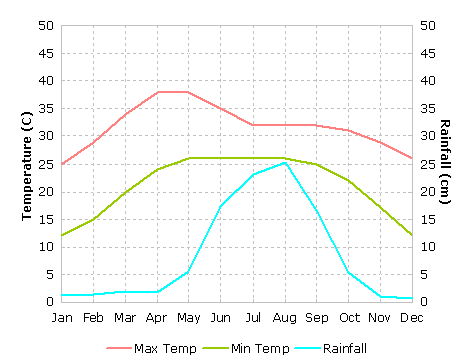 50 50
45 45
40 40
35 35
30 30
25 25
20 20
15 15
10 10
5 5
0 0
Temperature (C)
Rainfall (cm)
Jan Feb Mar Apr May Jun Jul Aug Sep Oct Nov Dec
Max Temp Min Temp Rainfall